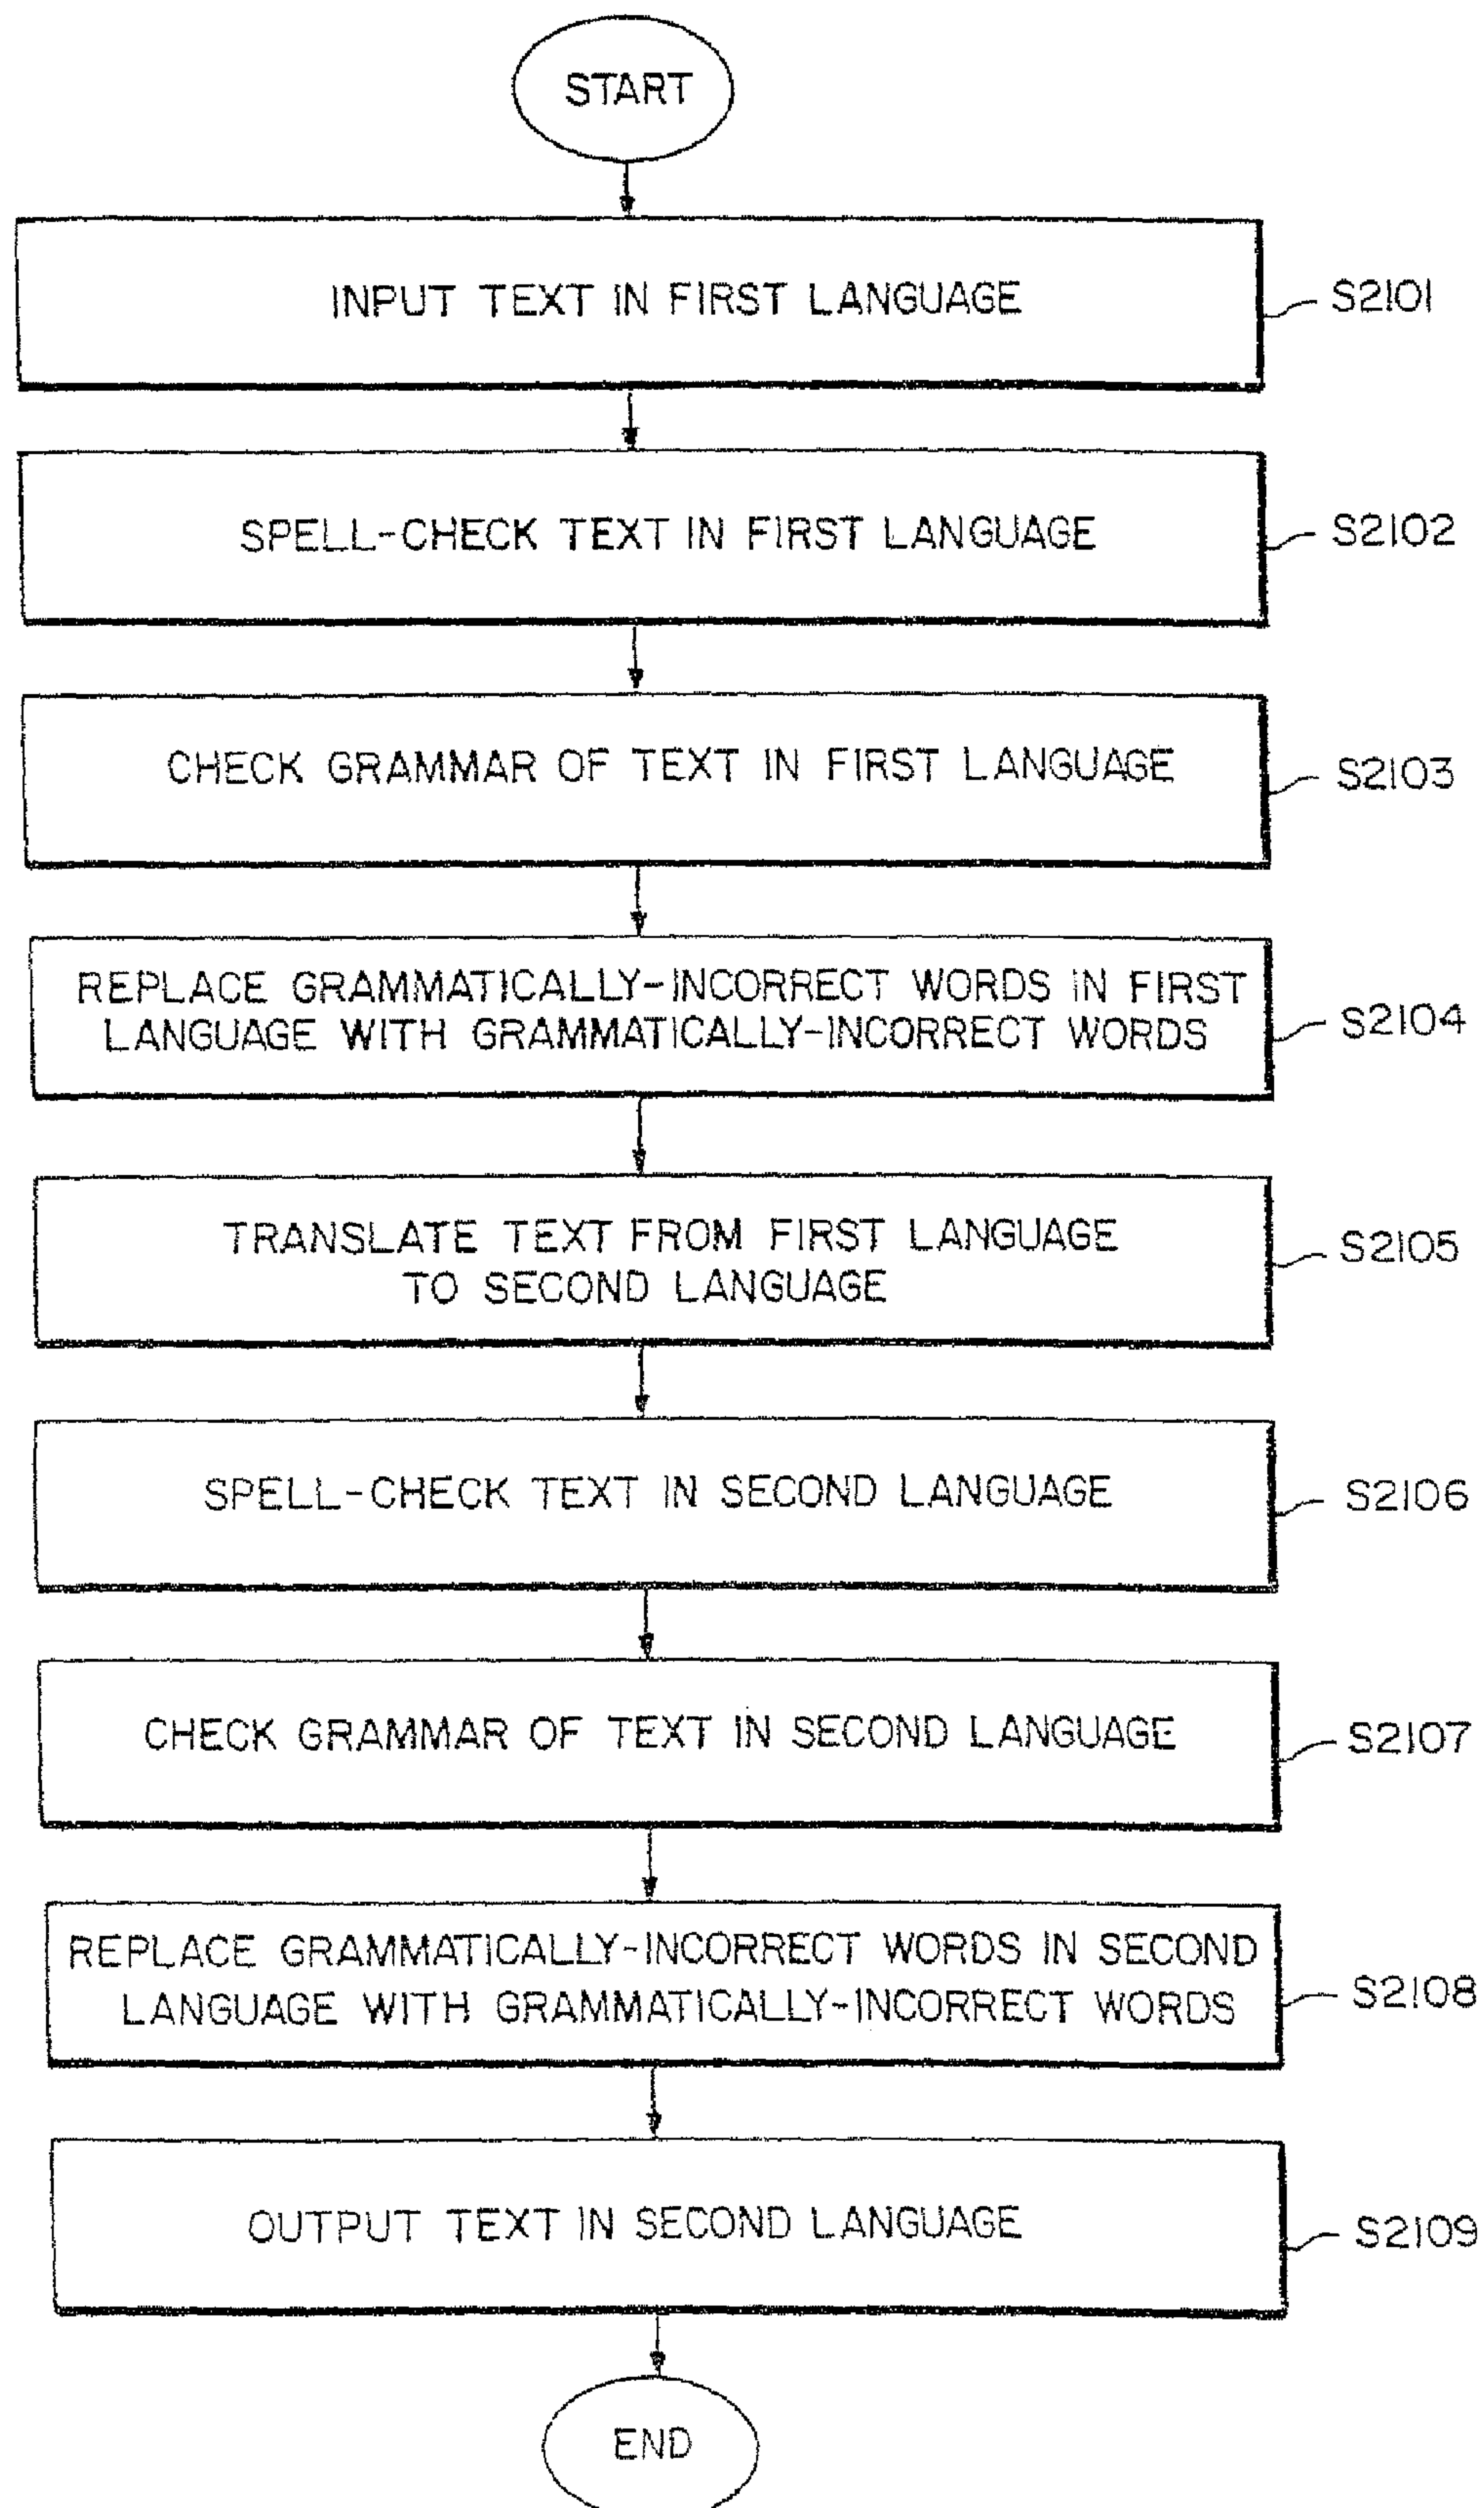 START
INPUT TEXT IN FIRST LANGUAGE
S2101
SPELL-CHECK TEXT IN FIRST LANGUAGE
S2102
CHECK GRAMMAR OF TEXT IN FIRST LANGUAGE
S2103
REPLACE GRAMMATICALLY-INCORRECT WORDS IN FIRST
LANGUAGE WITH GRAMMATICALLY-INCORRECT WORDS
S2104
TRANSLATE TEXT FROM FIRST LANGUAGE
TO SECOND LANGUAGE
S2105
SPELL-CHECK TEXT IN SECOND LANGUAGE
S2106
CHECK GRAMMAR OF TEXT IN SECOND LANGUAGE
S2107
REPLACE GRAMMATICALLY-INCORRECT WORDS IN SECOND
LANGUAGE WITH GRAMMATICALLY-INCORRECT WORDS
S2108
OUTPUT TEXT IN SECOND LANGUAGE
S2109
END